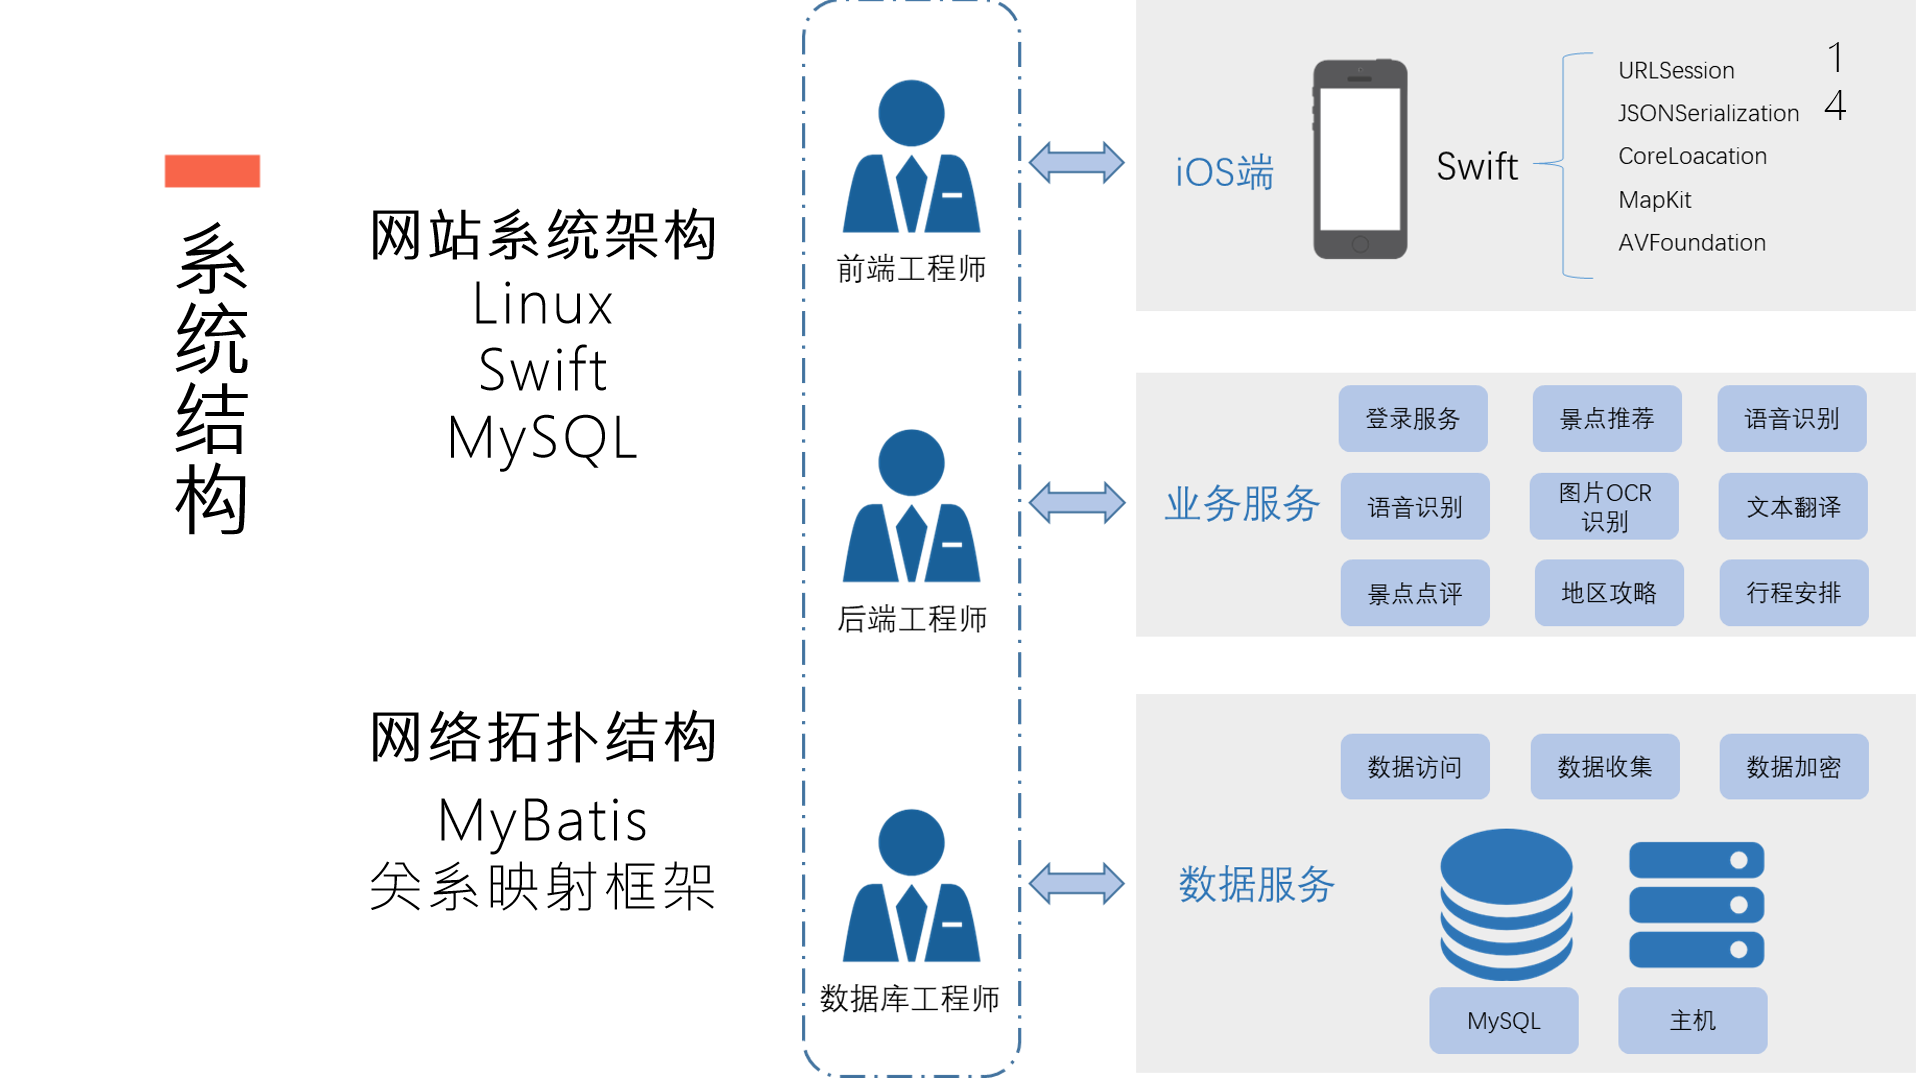 系统结构
网站系统架构
Linux
Swift
MySQL
网络拓扑结构
MyBatis
关系映射框架
前端工程师
后端工程师
数据库工程师
iOS端
Swift
URLSession
JSONSerialization
CoreLoacation
MapKit
AVFoundation
1
4
业务服务
登录服务
景点推荐
语音识别
语音识别
图片OCR
识别
文本翻译
景点点评
地区攻略
行程安排
数据服务
数据访问
数据收集
数据加密
MySQL
主机